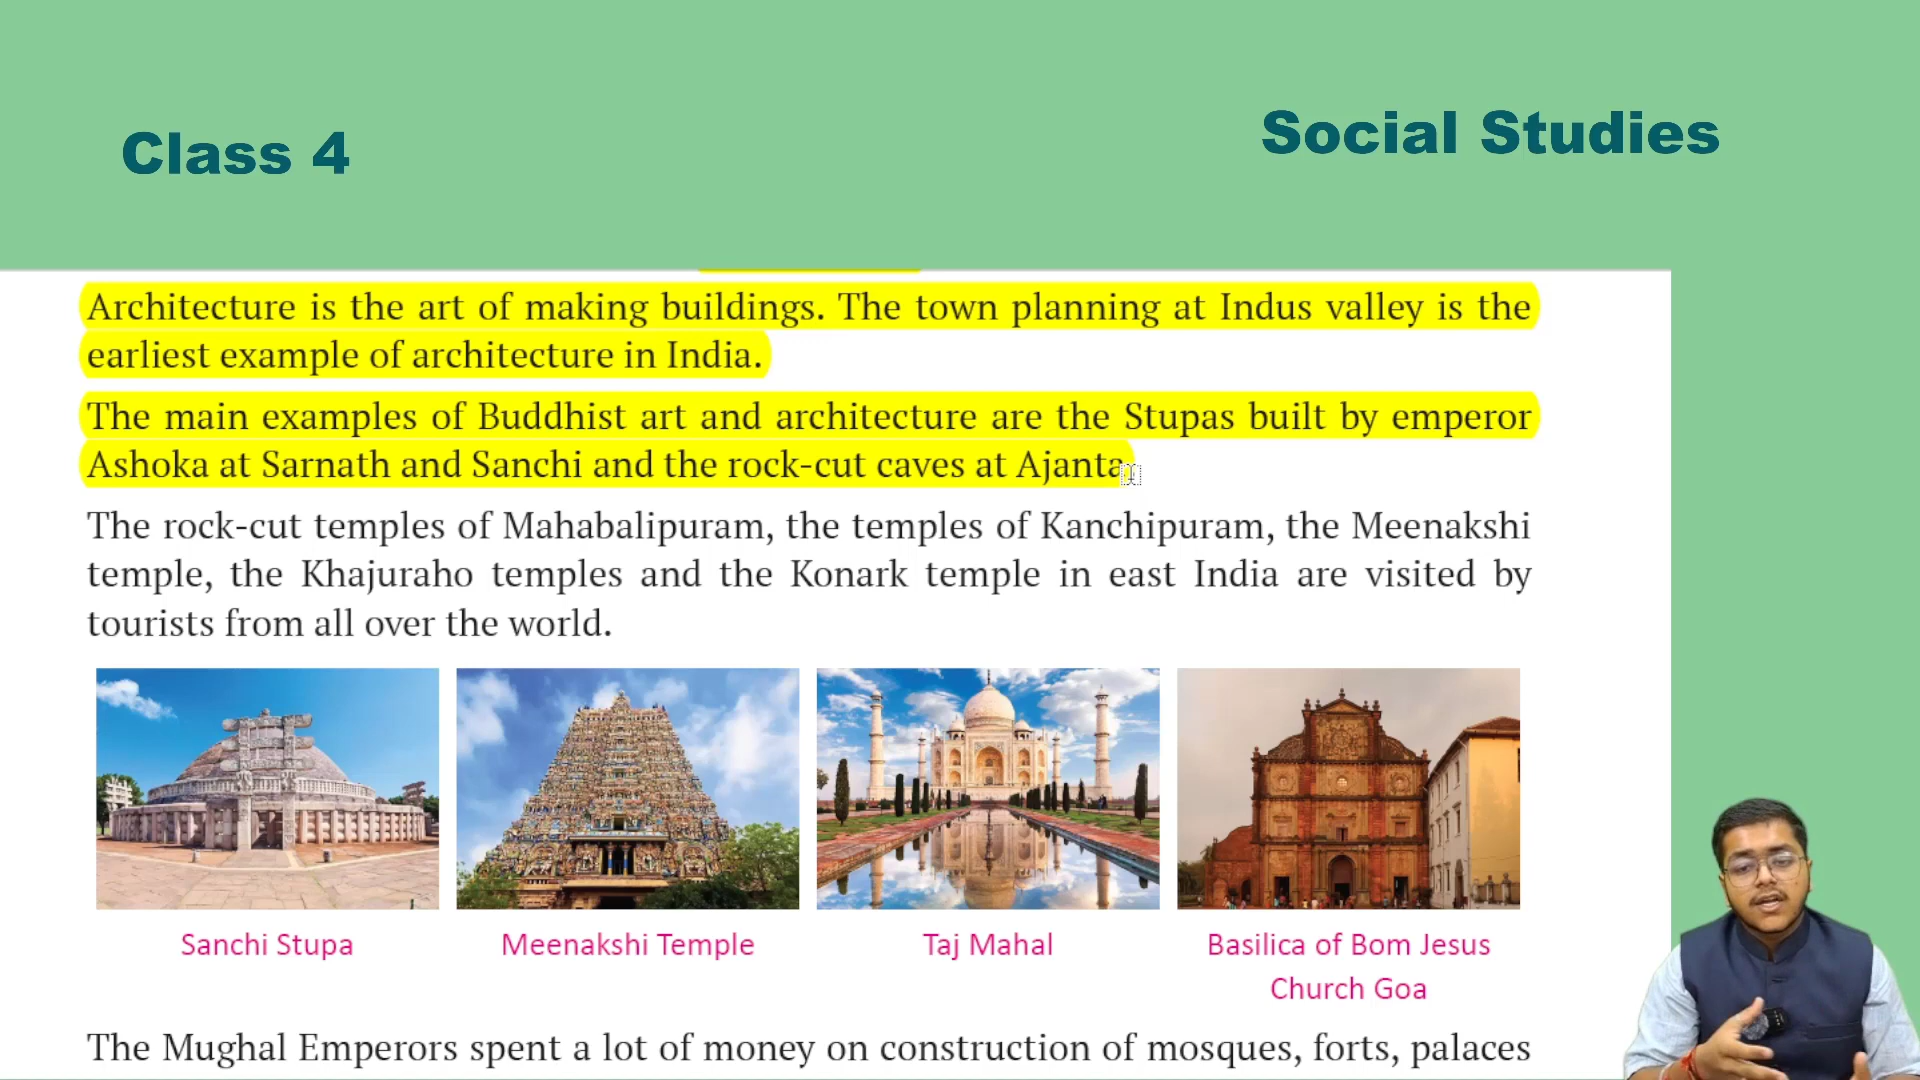 Class 4
Social Studies
Architecture is the art of making buildings. The town planning at Indus valley is the
earliest example of architecture in India.
The main examples of Buddhist art and architecture are the Stupas built by emperor
Ashoka at Sarnath and Sanchi and the rock-cut caves at Ajanta.
The rock-cut temples of Mahabalipuram, the temples of Kanchipuram, the Meenakshi
temple, the Khajuraho temples and the Konark temple in east India are visited by
tourists from all over the world.
Sanchi Stupa
Meenakshi Temple
Taj Mahal
Basilica of Bom Jesus
Church Goa
The Mughal Emperors spent a lot of money on construction of mosques, forts, palaces